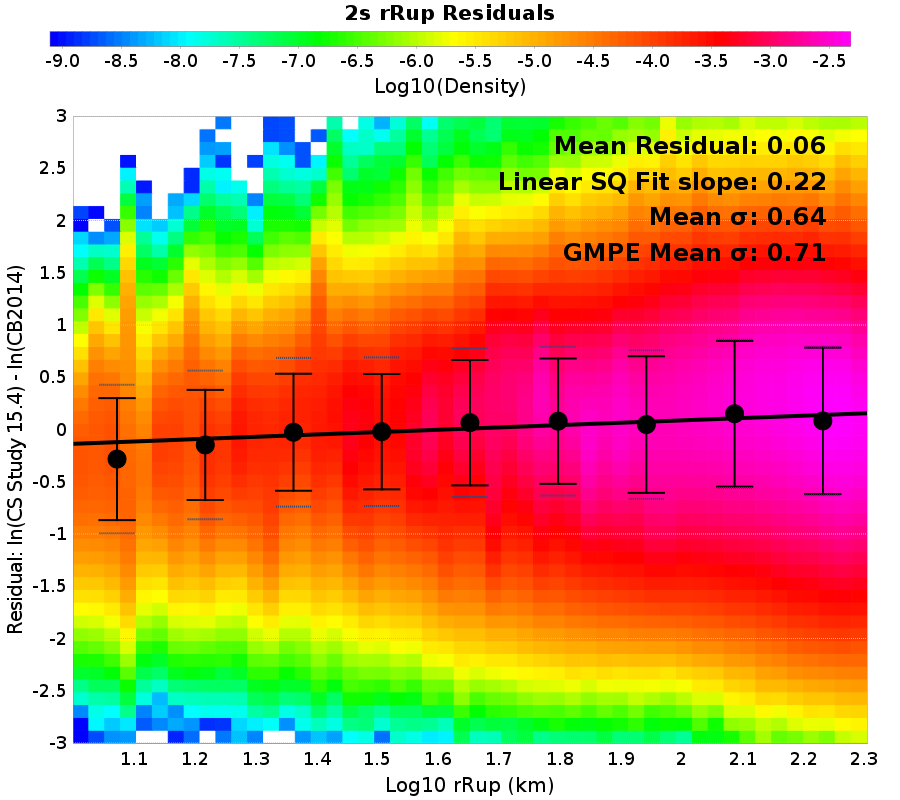 2s rRup Residuals
-9.0 -8.5 -8.0 -7.5 -7.0 -6.5 -6.0 -5.5 -5.0 -4.5 -4.0 -3.5 -3.0 -2.5
Log10(Density)
Mean Residual: 0.06
Linear SQ Fit slope: 0.22
Mean σ: 0.64
GMPE Mean σ: 0.71
Residual: ln(CS Study 15.4) - ln(CB2014)
3
2.5
2
1.5
1
0.5
0
-0.5
-1
-1.5
-2
-2.5
-3
1.1 1.2 1.3 1.4 1.5 1.6 1.7 1.8 1.9 2 2.1 2.2 2.3
Log10 rRup (km)